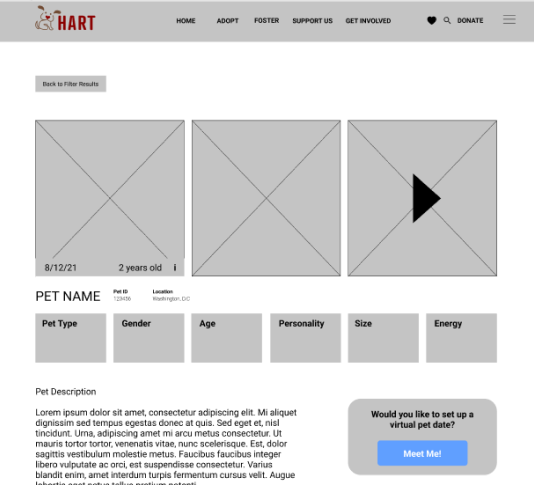 HART
HOME ADOPT FOSTER SUPPORT US GET INVOLVED DONATE
Back to Filter Results
8/12/21 2 years old i
PET NAME
Pet ID
123456
Location
Washington, D.C
Pet Type Gender Age Personality Size Energy
Pet Description
Lorem ipsum dolor sit amet, consectetur adipiscing elit. Mi aliquet
dignissim sed tempus egestas donec at quis. Sed eget et, nisl
tincidunt. Urna, adipiscing amet mi arcu metus consectetur. Ut
mauris tortor tortor, venenatis vitae, nunc scelerisque. Est, dolor
sagittis vestibulum molestie metus. Faucibus faucibus integer
libero vulputate ac orci, est suspendisse consectetur. Varius
blandit enim, amet interdum turpis fermentum cursus velit. Augue
Would you like to set up a
virtual pet date?
Meet Me!